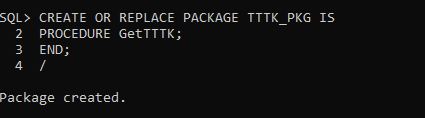 SQL> CREATE OR REPLACE PACKAGE TTTK_PKG IS
  2  PROCEDURE GetTTTK;
  3  END;
  4  /
Package created.